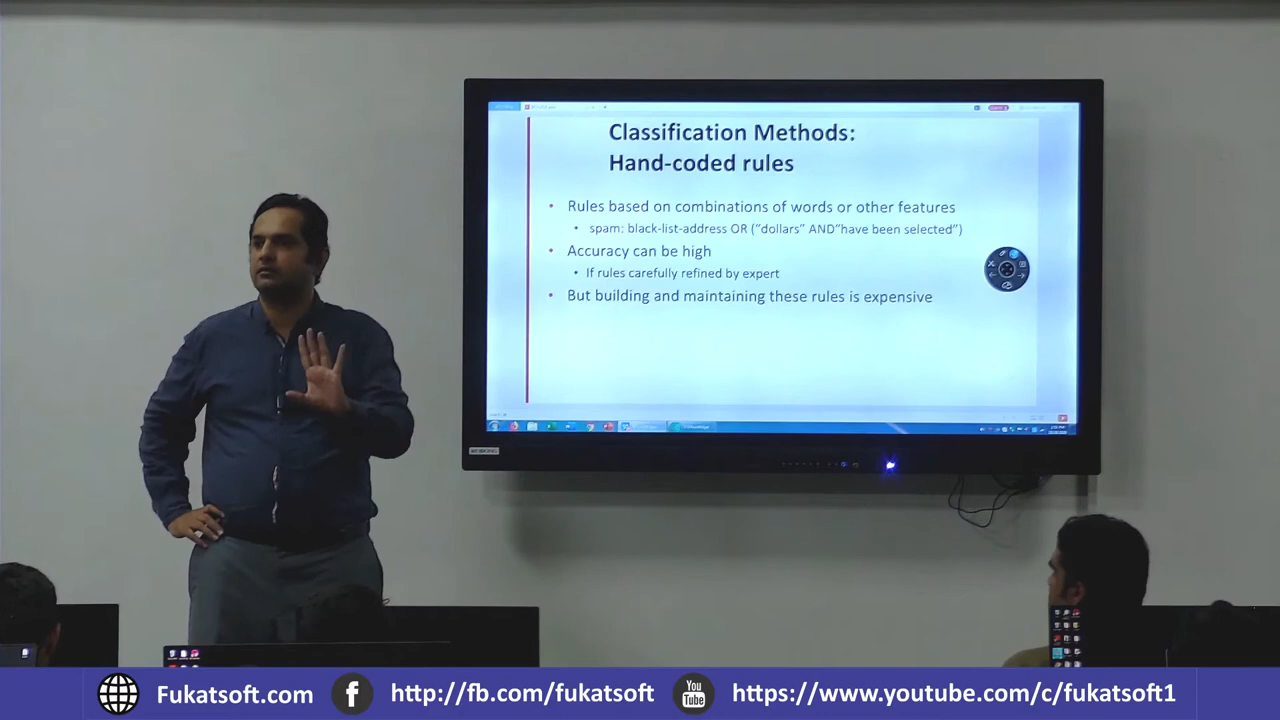 Classification Methods:
Hand-coded rules
• Rules based on combinations of words or other features
• spam: black-list-address OR (“dollars” AND“have been selected”)
• Accuracy can be high
• If rules carefully refined by expert
• But building and maintaining these rules is expensive
Fukatsoft.com
f
http://fb.com/fukatsoft
You
Tube
https://www.youtube.com/c/fukatsoft1